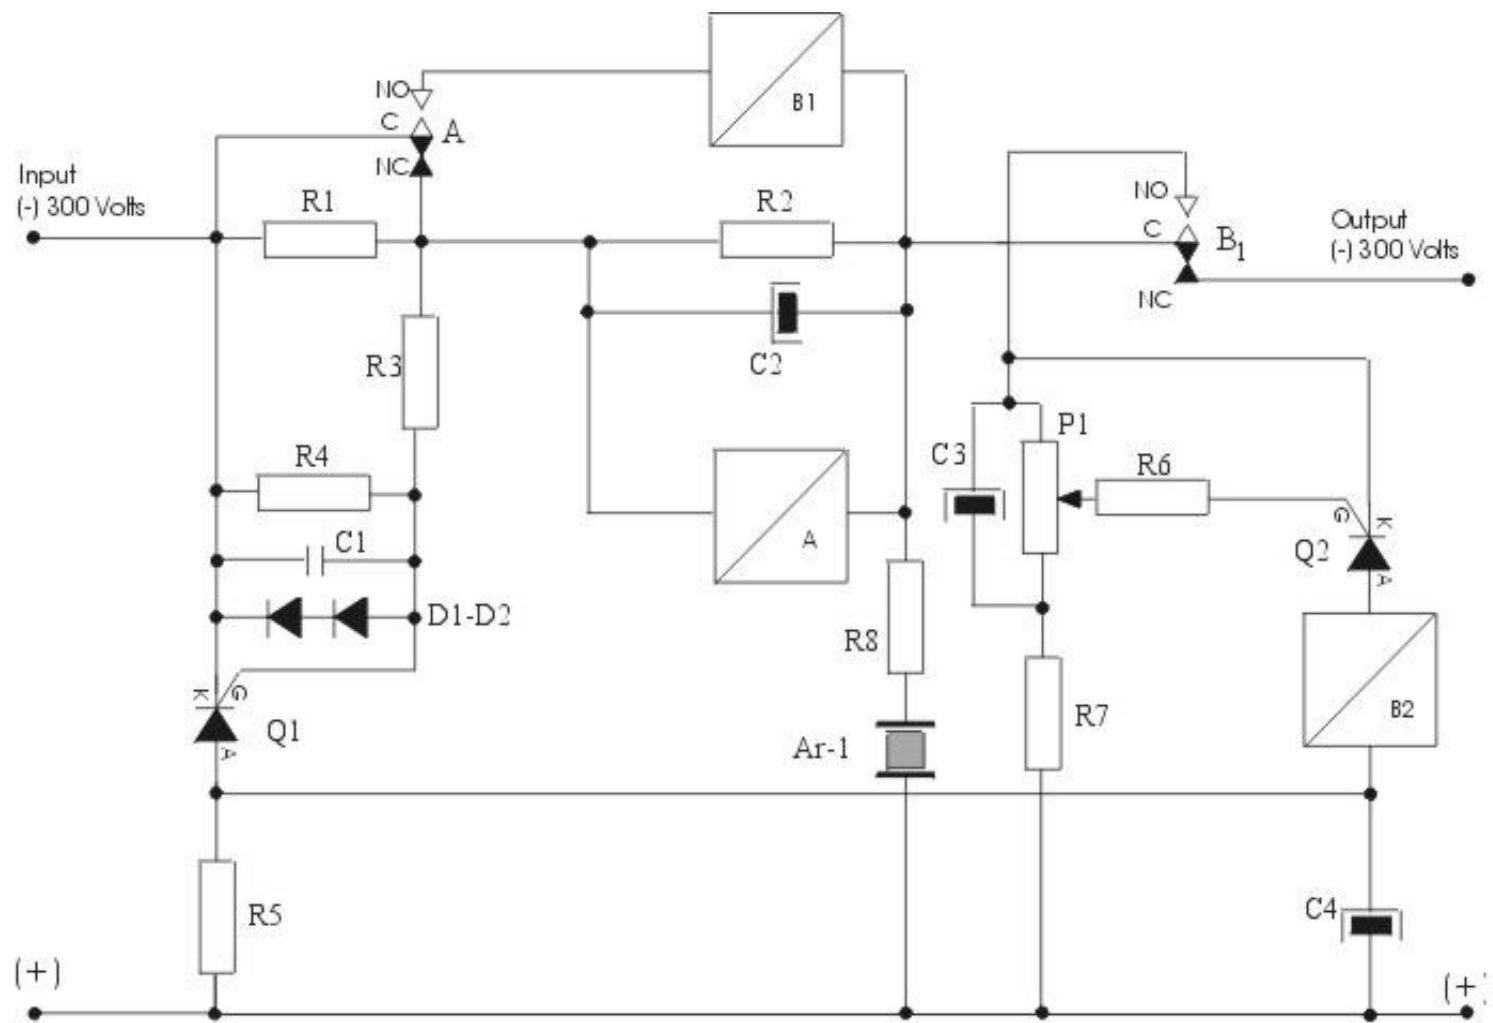 B1
NO
C
A
NC
Input
(-) 300 Volts
R1
R2
NO
C
B1
NC
Output
(-) 300 Volts
R3
C2
P1
C3
R6
R4
C1
A
G
K
Q2
A
D1-D2
R8
K
G
Q1
A
Ar-1
R7
B2
R5
C4
(+)
(+)